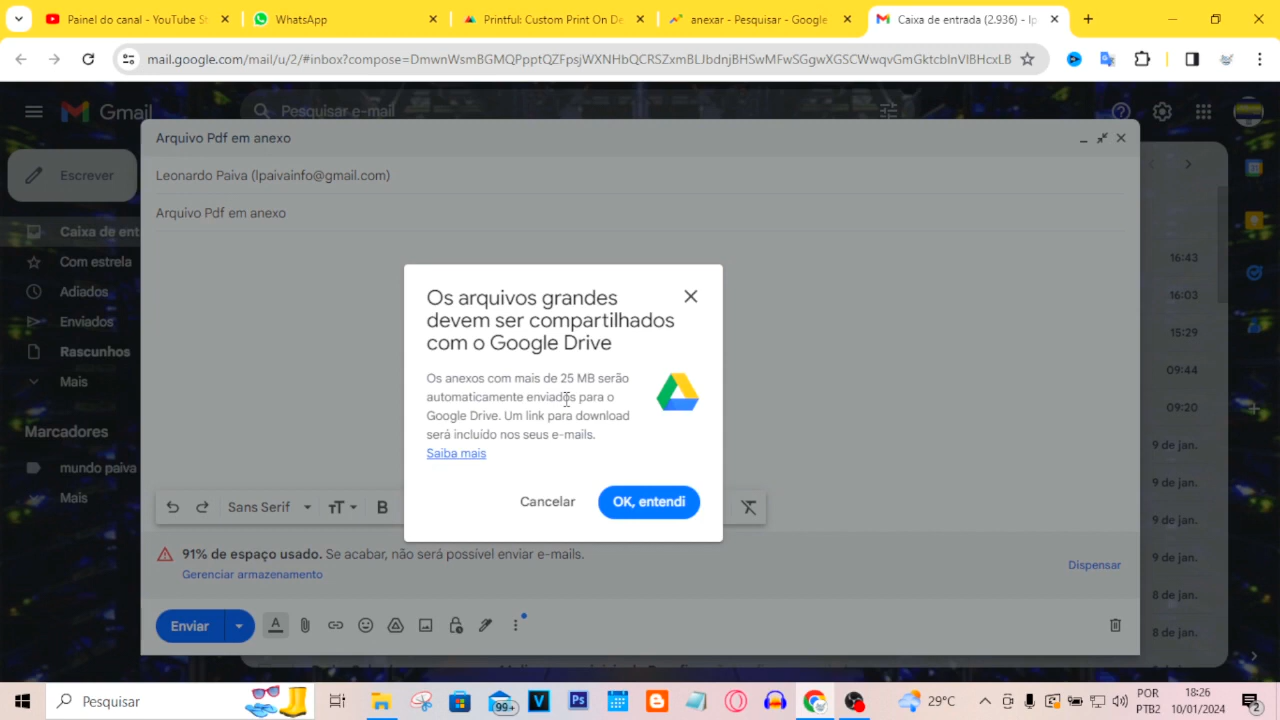 Painel do canal - YouTube St
WhatsApp
Printful: Custom Print On De
anexar - Pesquisar - Google
Caixa de entrada (2.936) - lp
mail.google.com/mail/u/2/#inbox?compose=
Gmail
Pesquisar e-mail
Arquivo Pdf em anexo
Escrever
Leonardo Paiva (lpaivainfo@gmail.com)
Arquivo Pdf em anexo
Caixa de ent
Com estrela
Adiados
Enviados
Rascunhos
Mais
Marcadores
mundo paiva
Mais
16:43
16:03
15:29
09:44
09:20
9 de jan.
9 de jan.
9 de jan.
9 de jan.
8 de jan.
8 de jan.
Os arquivos grandes
devem ser compartilhados
com o Google Drive
Os anexos com mais de 25 MB serão
automaticamente enviados para o
Google Drive. Um link para download
será incluído nos seus e-mails.
Saiba mais
Cancelar
OK, entendi
Sans Serif
B
91% de espaço usado. Se acabar, não será possível enviar e-mails.
Gerenciar armazenamento
Dispensar
Enviar
Pesquisar
99+
V
Ps
29°C
POR
PTB2
18:26
10/01/2024
2